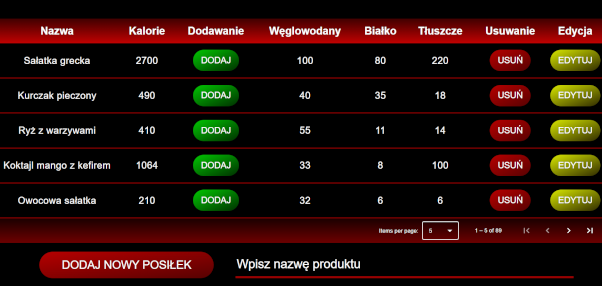 Nazwa Kalorie Dodawanie Węglowodany Białko Tłuszcze Usuwanie Edycja
Sałatka grecka 2700 DODAJ 100 80 220 USUŃ EDYTUJ
Kurczak pieczony 490 DODAJ 40 35 18 USUŃ EDYTUJ
Ryż z warzywami 410 DODAJ 55 11 14 USUŃ EDYTUJ
Koktajl mango z kefirem 1064 DODAJ 33 8 100 USUŃ EDYTUJ
Owocowa sałatka 210 DODAJ 32 6 6 USUŃ EDYTUJ
Items per page: 5 1 – 5 of 89
DODAJ NOWY POSIŁEK Wpisz nazwę produktu